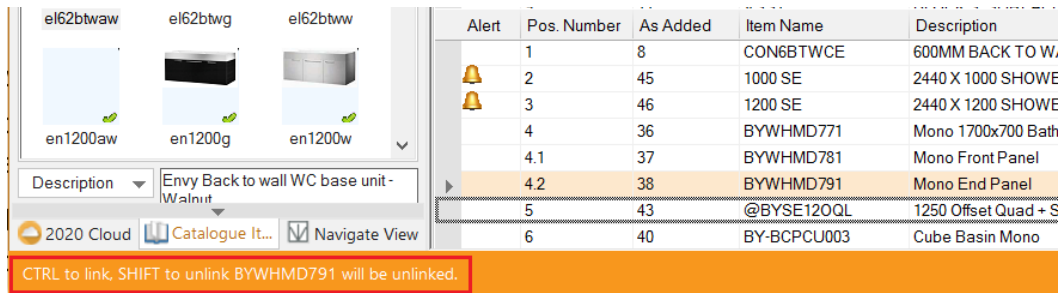 el62btwaw el62btwg el62btww
en1200aw en1200g en1200w
Description Envy Back to wall WC base unit -
Walnut
2020 Cloud Catalogue It... Navigate View
Alert Pos. Number As Added Item Name Description
1 8 CON6BTWCE 600MM BACK TO WA
2 45 1000 SE 2440 X 1000 SHOWE
3 46 1200 SE 2440 X 1200 SHOWE
4 36 BYWHMD771 Mono 1700x700 Bath
4.1 37 BYWHMD781 Mono Front Panel
4.2 38 BYWHMD791 Mono End Panel
5 43 @BYSE12OQL 1250 Offset Quad + S
6 40 BY-BCPCU003 Cube Basin Mono
CTRL to link, SHIFT to unlink BYWHMD791 will be unlinked.